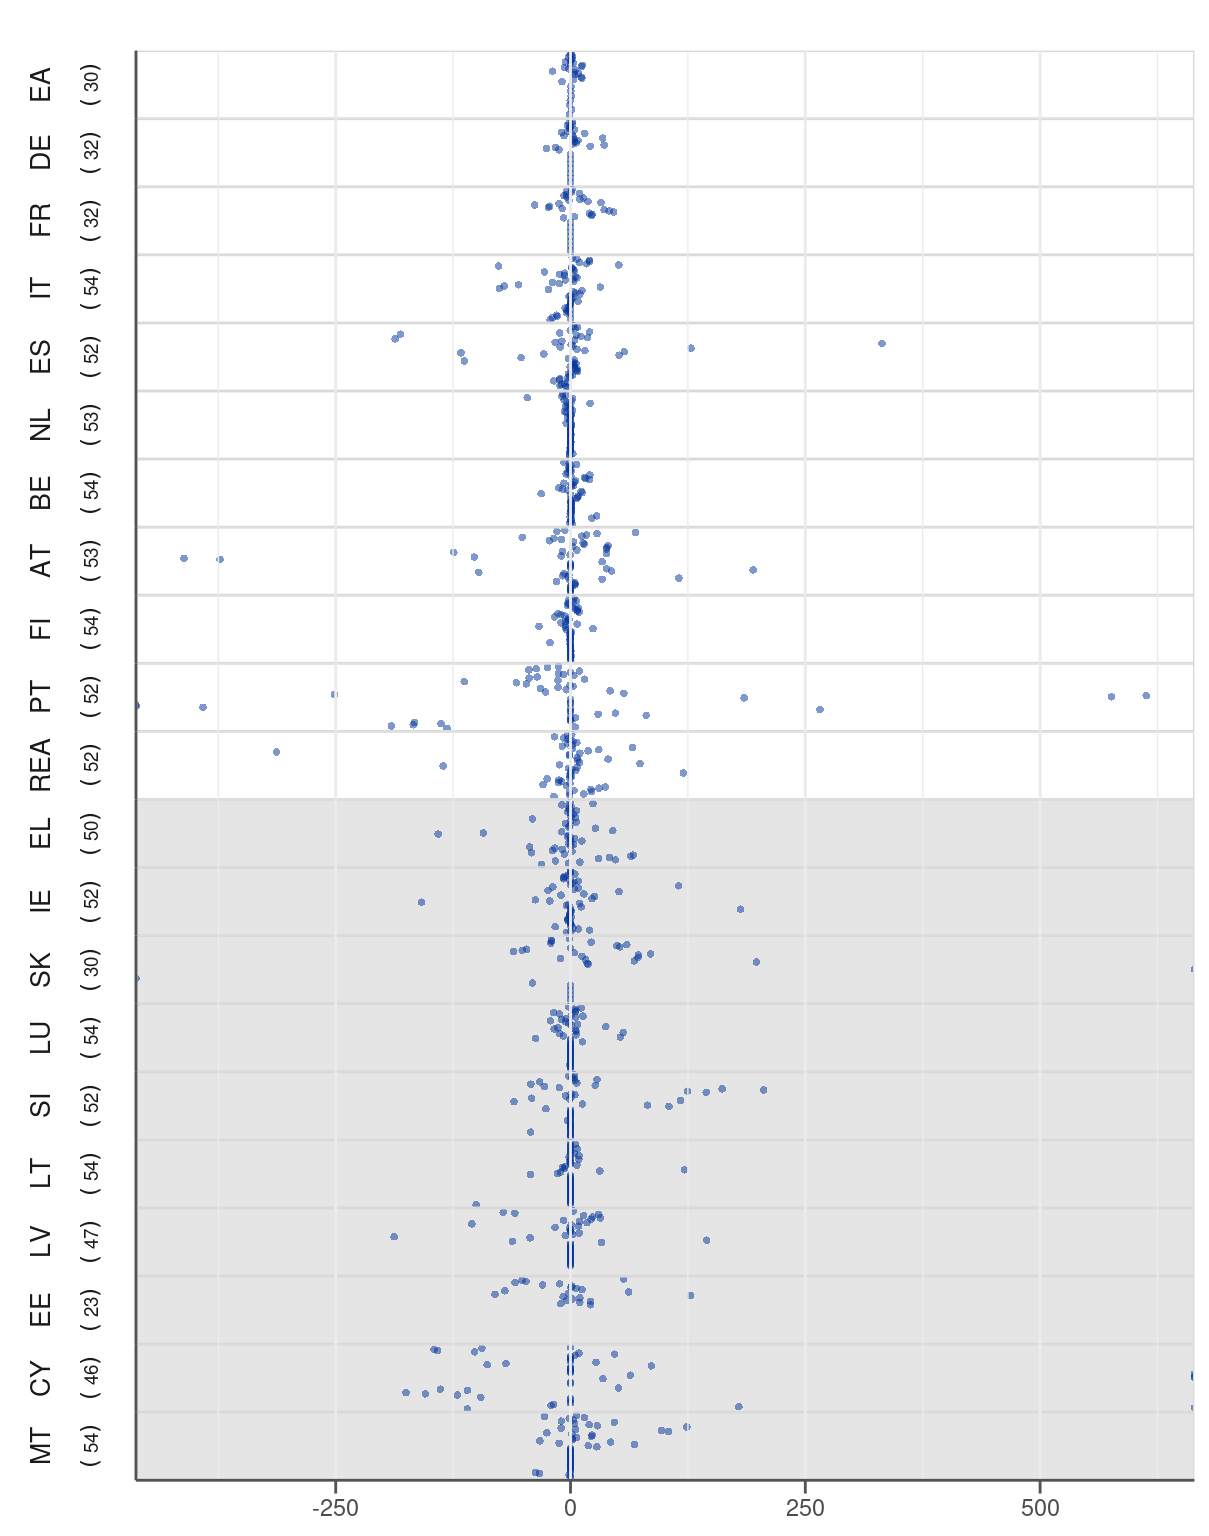 EA ( 30)
DE ( 32)
FR ( 32)
IT ( 54)
ES ( 52)
NL ( 53)
BE ( 54)
AT ( 53)
FI ( 54)
PT ( 52)
REA ( 52)
EL ( 50)
IE ( 52)
SK ( 30)
LU ( 54)
SI ( 52)
LT ( 54)
LV ( 47)
EE ( 23)
CY ( 46)
MT ( 54)
-250 0 250 500